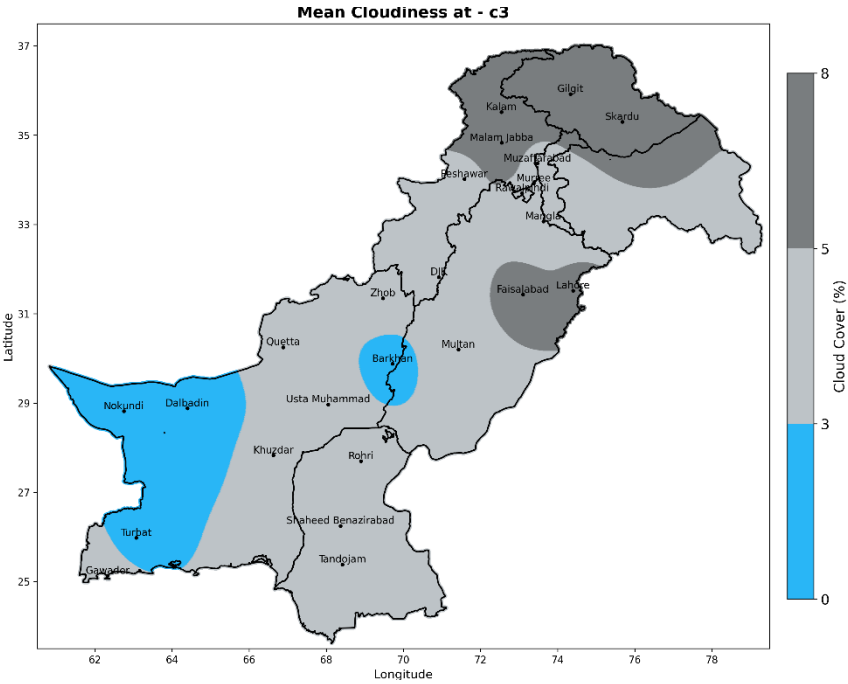 Mean Cloudiness at - c3
37
35
33
31
29
27
25
62
64
66
68
70
72
74
76
78
Latitude
Longitude
Gilgit
Kalam
Skardu
Malam Jabba
Muzaffarabad
Peshawar
Murree
Rawalpindi
Mangla
DIK
Zhob
Faisalabad
Lahore
Quetta
Multan
Barkhan
Nokundi
Dalbadin
Usta Muhammad
Khuzdar
Rohri
Shaheed Benazirabad
Turbat
Tandojam
Gawader
8
5
3
0
Cloud Cover (%)